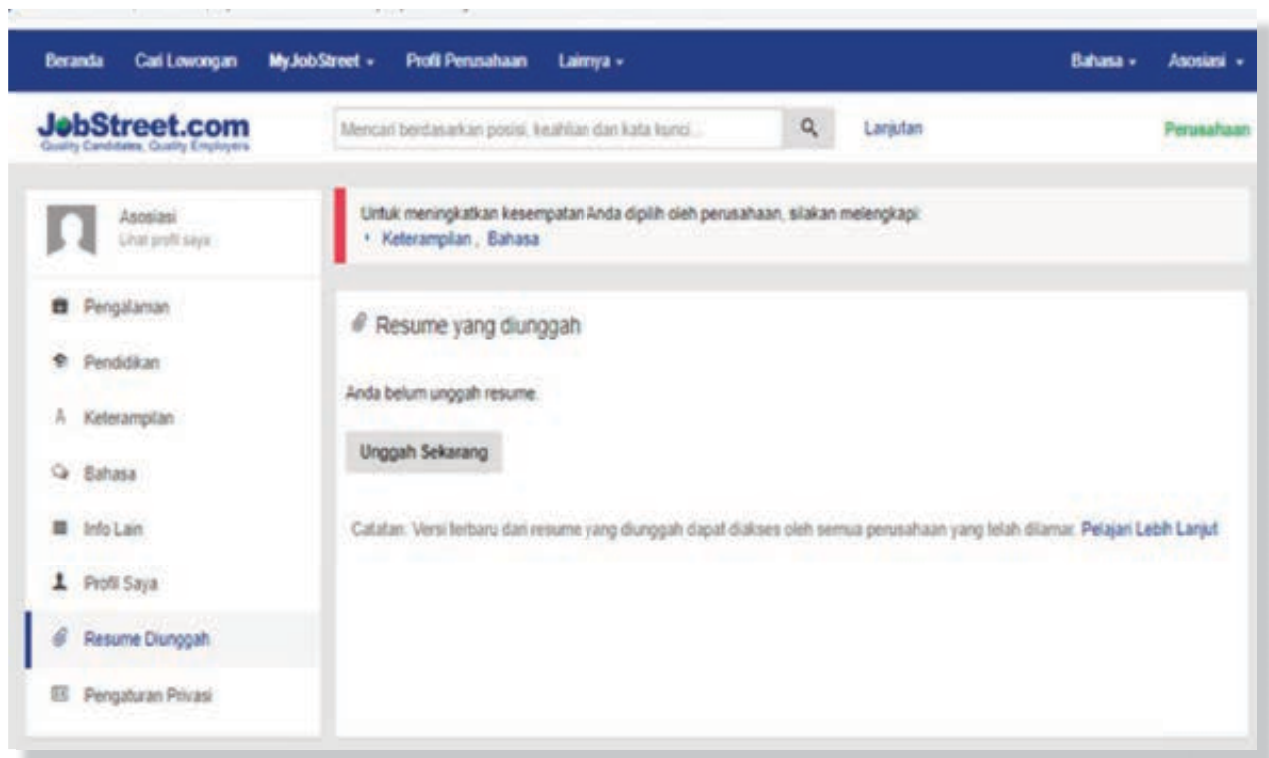 Beranda Cari Lowongan MyJobStreet Profil Perusahaan Lainnya Bahasa Asosiasi
JobStreet.com
Quality Candidates, Quality Employers
Mencari berdasarkan posisi, keahlian dan kata kunci... Lanjutan Perusahaan
Asosiasi
Lihat profil saya
Untuk meningkatkan kesempatan Anda dipilih oleh perusahaan, silakan melengkapi:
Keterampilan, Bahasa
Pengalaman
Pendidikan
Keterampilan
Bahasa
Info Lain
Profil Saya
Resume Diunggah
Pengaturan Privasi
Resume yang diunggah
Anda belum unggah resume.
Unggah Sekarang
Catatan: Versi terbaru dari resume yang diunggah dapat diakses oleh semua perusahaan yang telah dilamar. Pelajari Lebih Lanjut